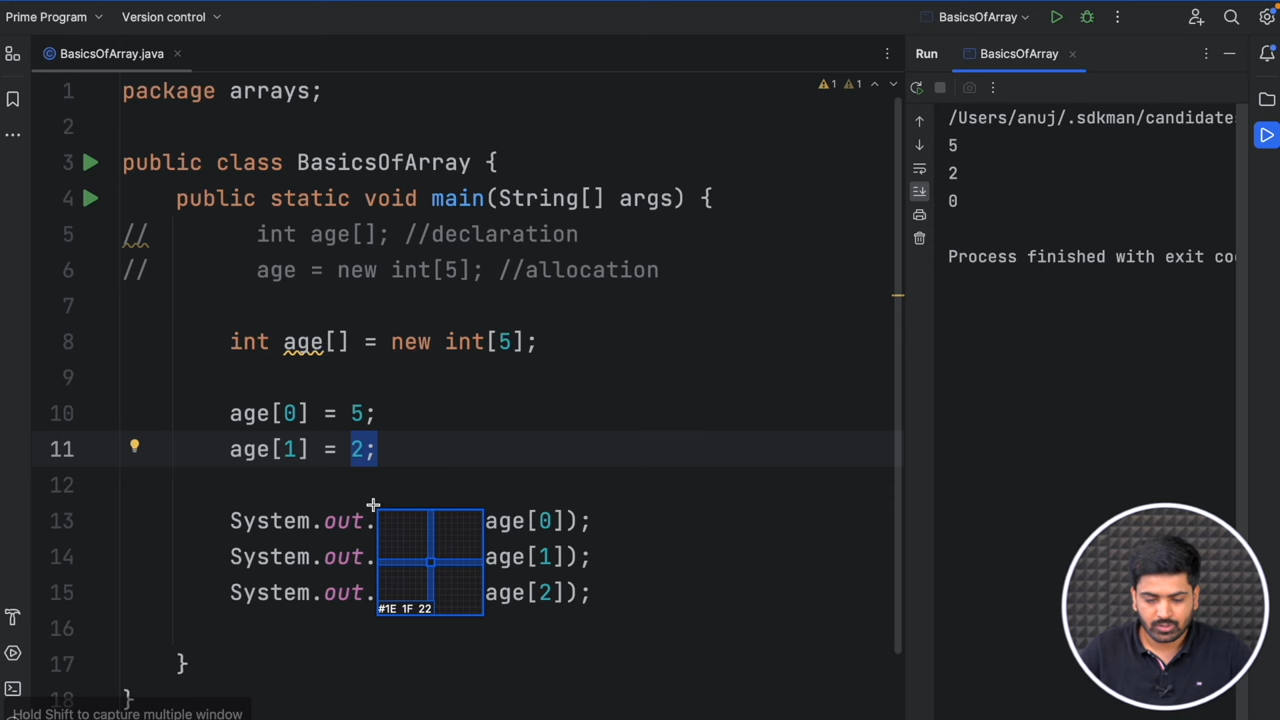 Prime Program
Version control
BasicsOfArray
BasicsOfArray.java
Run
BasicsOfArray
1 package arrays;
1 1
2
3 public class BasicsOfArray {
4 public static void main(String[] args) {
5 // int age[]; //declaration
6 // age = new int[5]; //allocation
7
8 int age[] = new int[5];
9
10 age[0] = 5;
11 age[1] = 2;
12
13 System.out. age[0]);
14 System.out. age[1]);
15 System.out. age[2]);
#1E 1F 22
16
17 }
18 }
Hold Shift to capture multiple window
/Users/anuj/.sdkman/candidate
5
2
0
Process finished with exit co